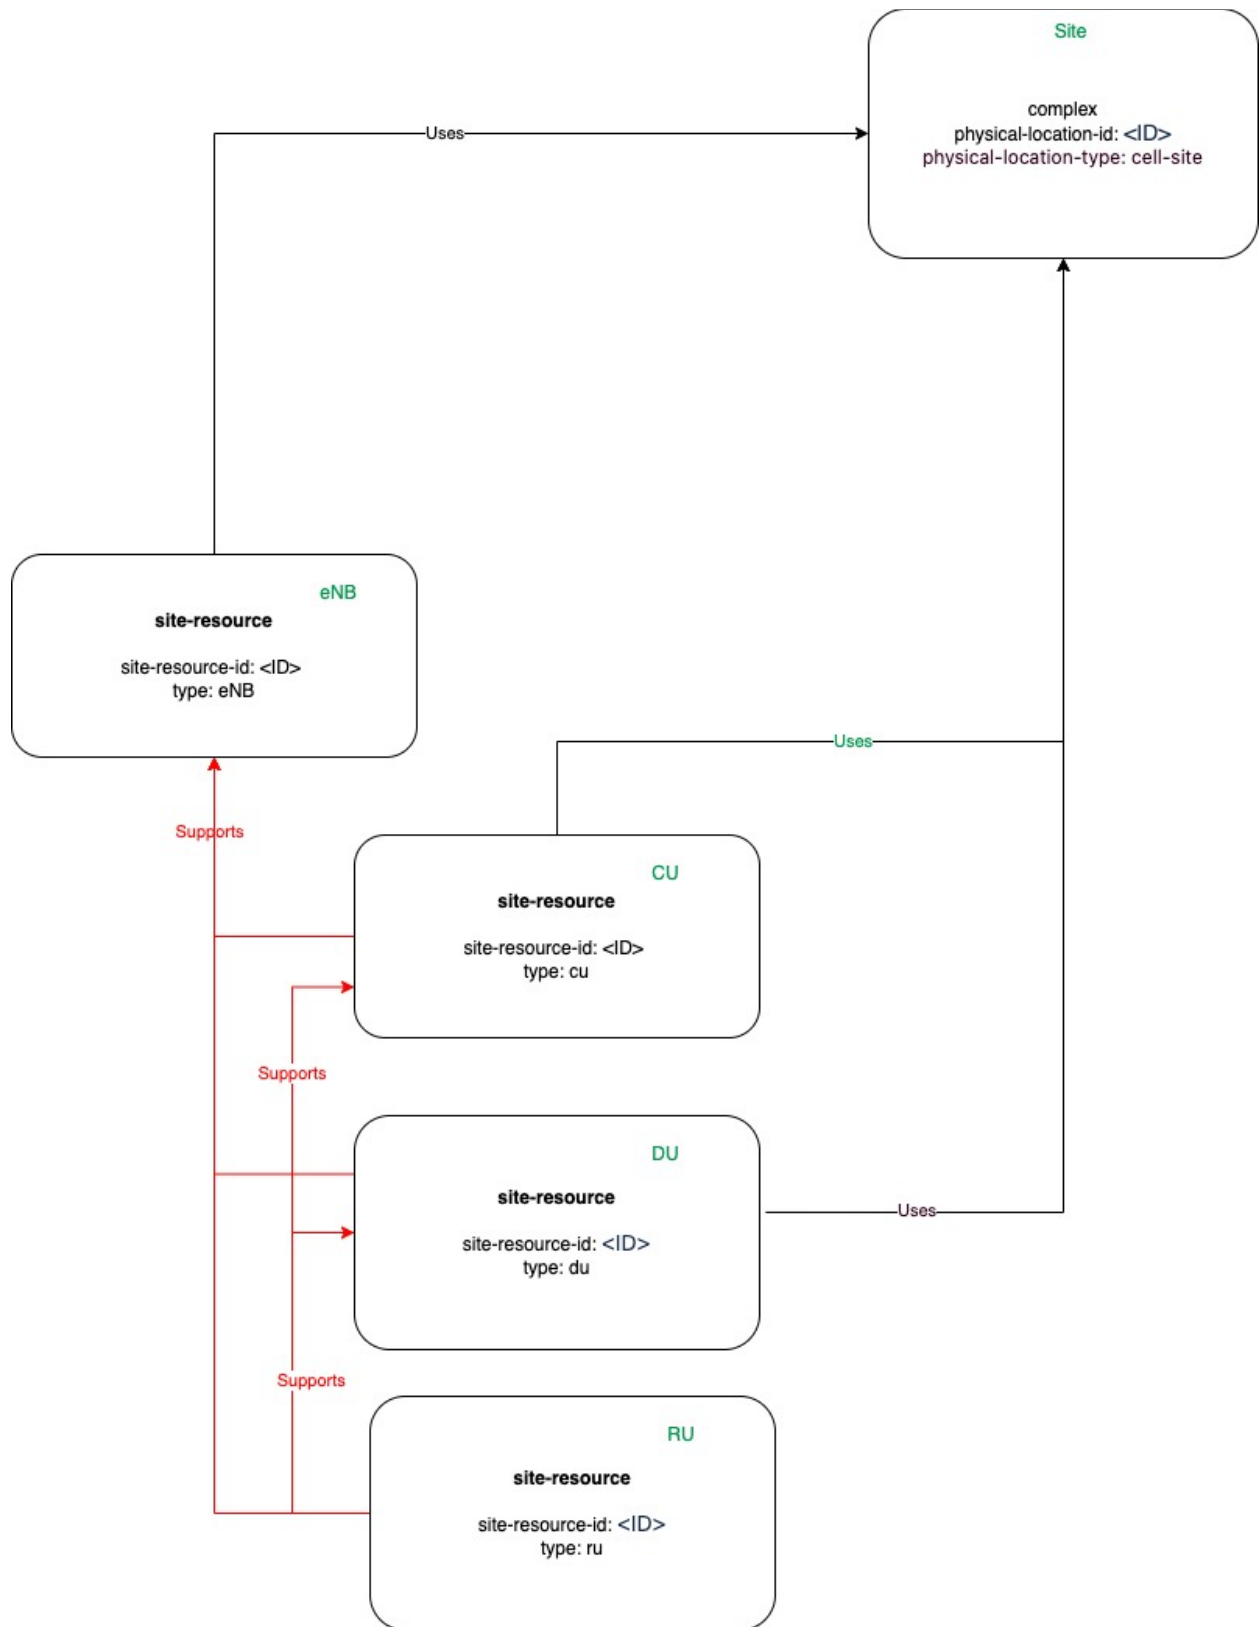 Site
complex
physical-location-id: <ID>
physical-location-type: cell-site
Uses
eNB
site-resource
site-resource-id: <ID>
type: eNB
Uses
Supports
CU
site-resource
site-resource-id: <ID>
type: cu
Supports
DU
site-resource
site-resource-id: <ID>
type: du
Uses
Supports
RU
site-resource
site-resource-id: <ID>
type: ru